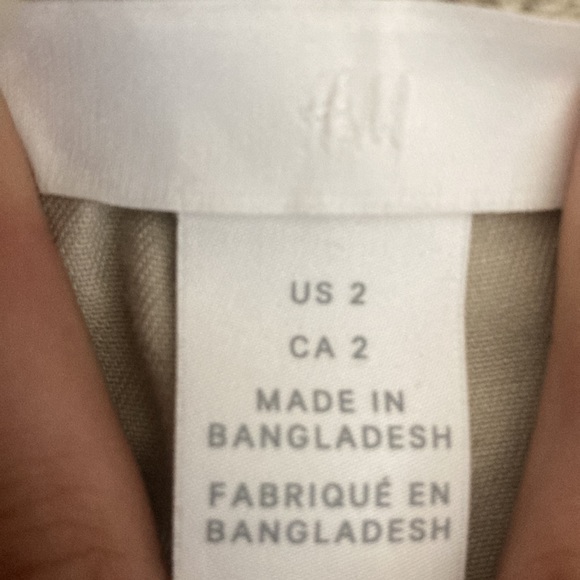 H&M
US 2
CA 2
MADE IN
BANGLADESH
FABRIQUÉ EN
BANGLADESH